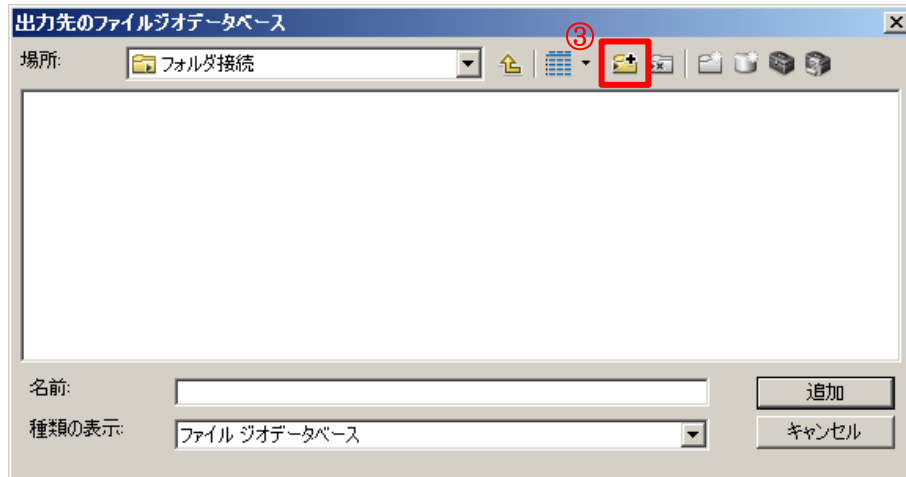 出力先のファイルジオデータベース
③
場所:
フォルダ接続
名前:
追加
種類の表示:
ファイル ジオデータベース
キャンセル